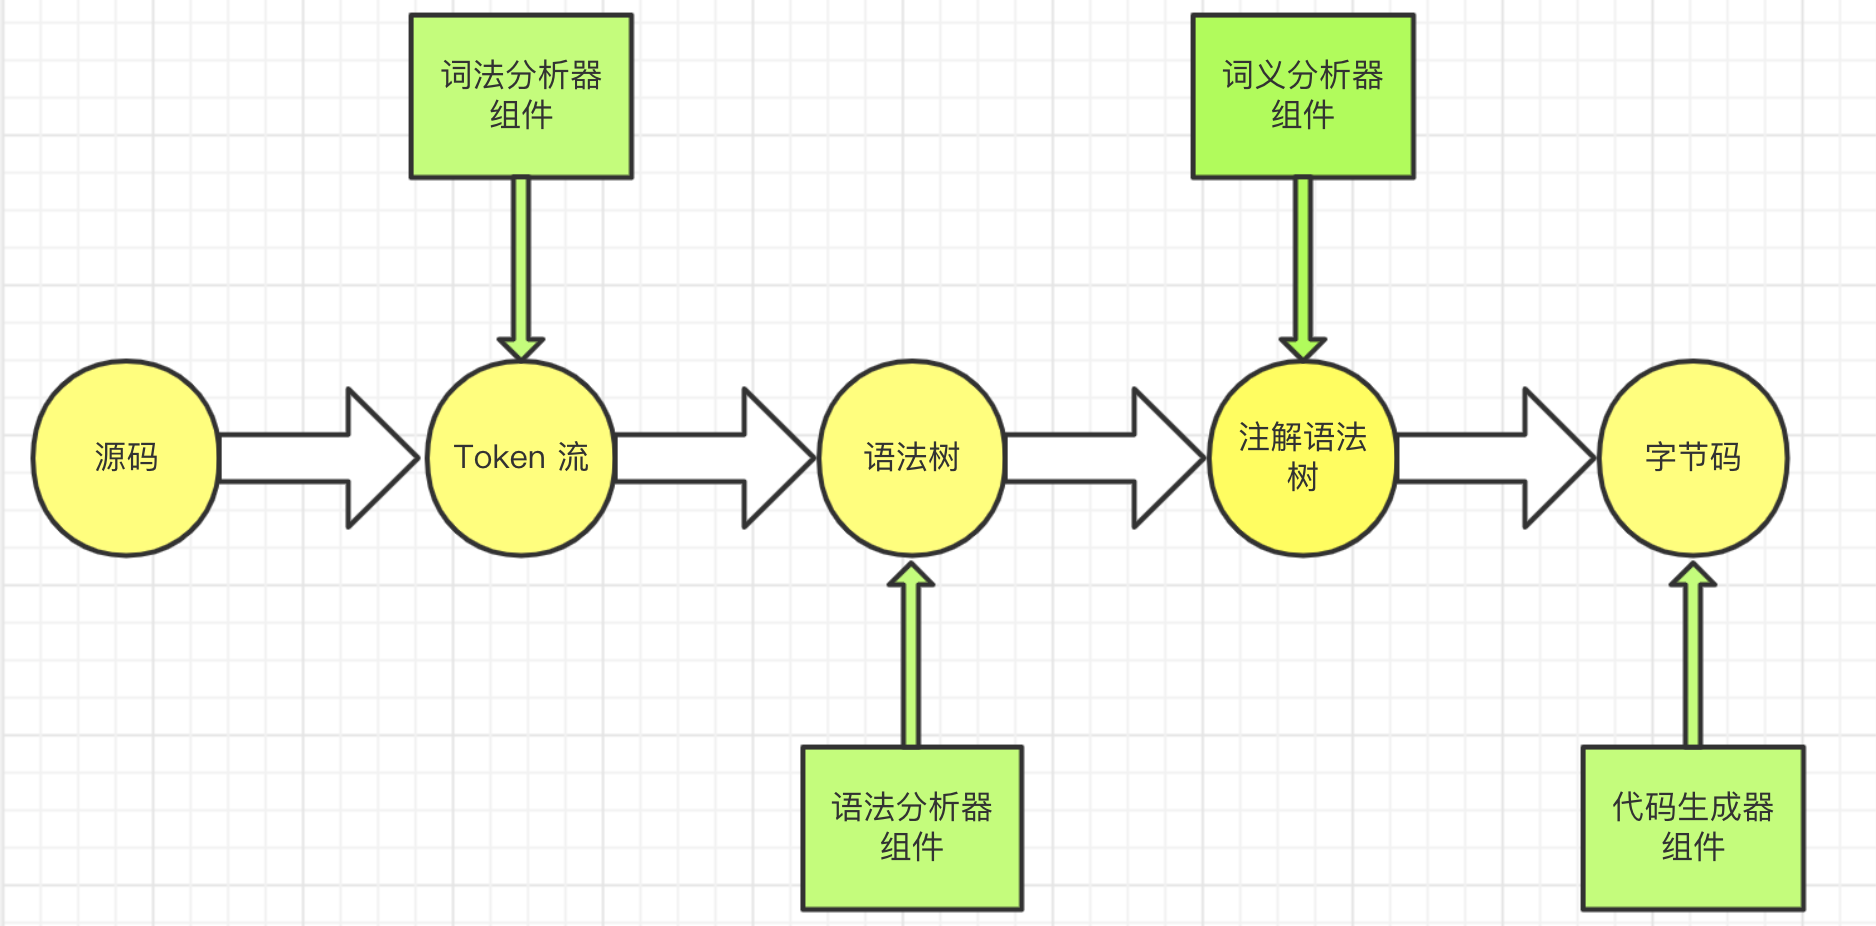 词法分析器
组件
词义分析器
组件
源码
Token 流
语法树
注解语法
树
字节码
语法分析器
组件
代码生成器
组件